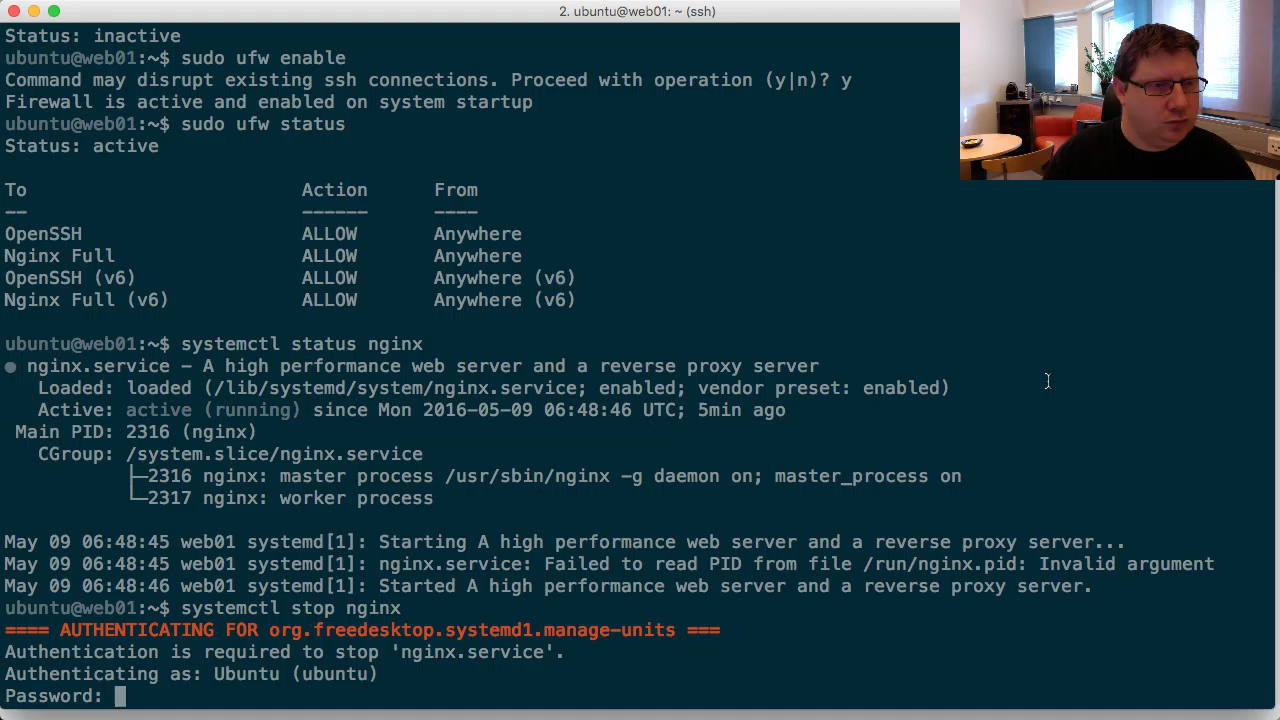 2. ubuntu@web01: ~ (ssh)
Status: inactive
ubuntu@web01:~$ sudo ufw enable
Command may disrupt existing ssh connections. Proceed with operation (y|n)? y
Firewall is active and enabled on system startup
ubuntu@web01:~$ sudo ufw status
Status: active
To                         Action      From
--                         ------      ----
OpenSSH                    ALLOW       Anywhere
Nginx Full                 ALLOW       Anywhere
OpenSSH (v6)               ALLOW       Anywhere (v6)
Nginx Full (v6)            ALLOW       Anywhere (v6)
ubuntu@web01:~$ systemctl status nginx
● nginx.service - A high performance web server and a reverse proxy server
   Loaded: loaded (/lib/systemd/system/nginx.service; enabled; vendor preset: enabled)
   Active: active (running) since Mon 2016-05-09 06:48:46 UTC; 5min ago
 Main PID: 2316 (nginx)
   CGroup: /system.slice/nginx.service
           ├─2316 nginx: master process /usr/sbin/nginx -g daemon on; master_process on
           └─2317 nginx: worker process
May 09 06:48:45 web01 systemd[1]: Starting A high performance web server and a reverse proxy server...
May 09 06:48:45 web01 systemd[1]: nginx.service: Failed to read PID from file /run/nginx.pid: Invalid argument
May 09 06:48:46 web01 systemd[1]: Started A high performance web server and a reverse proxy server.
ubuntu@web01:~$ systemctl stop nginx
==== AUTHENTICATING FOR org.freedesktop.systemd1.manage-units ===
Authentication is required to stop 'nginx.service'.
Authenticating as: Ubuntu (ubuntu)
Password: